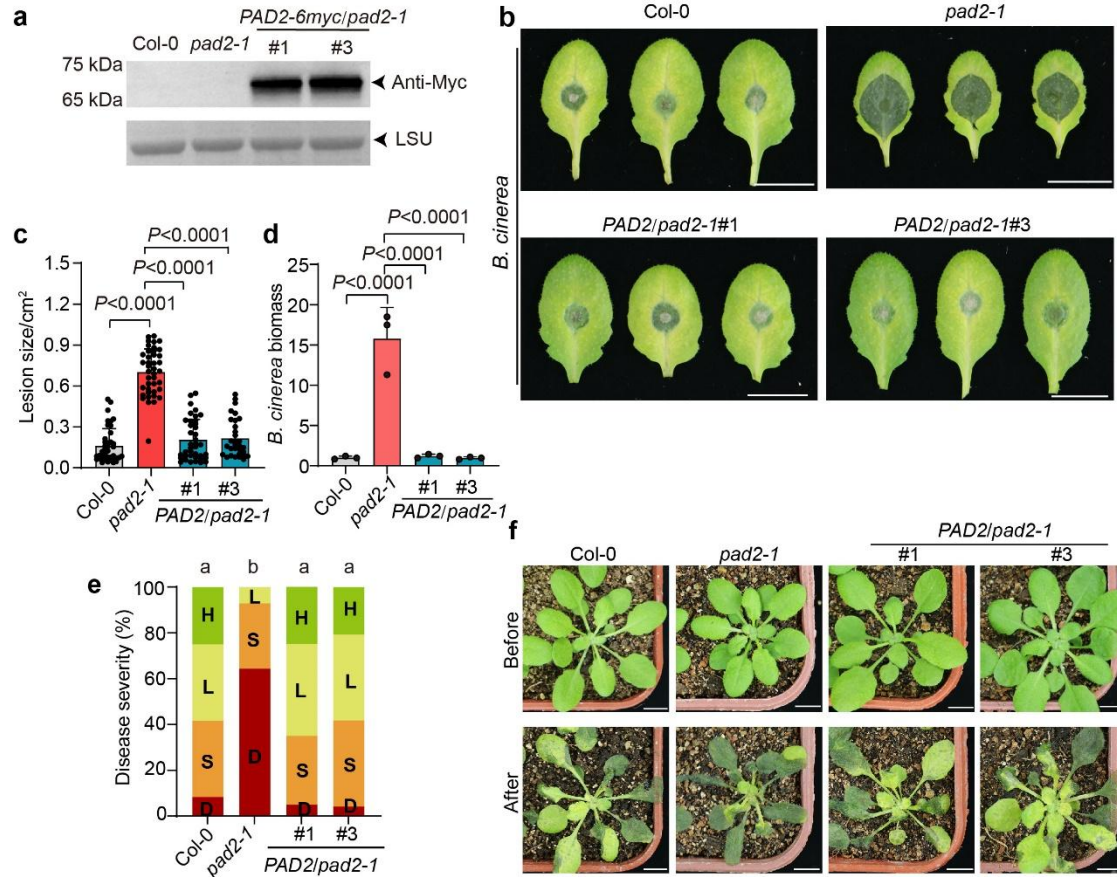 a
PAD2-6myc/pad2-1
Col-0 pad2-1 #1 #3
75 kDa
65 kDa
Anti-Myc
LSU
b
Col-0 pad2-1
B. cinerea
PAD2/pad2-1#1 PAD2/pad2-1#3
c
P<0.0001
P<0.0001
P<0.0001
Lesion size/cm²
1.5
1.2
0.9
0.6
0.3
0.0
Col-0 pad2-1 #1 #3
PAD2/pad2-1
d
P<0.0001
P<0.0001
P<0.0001
B. cinerea biomass
25
20
15
10
5
0
Col-0 pad2-1 #1 #3
PAD2/pad2-1
e
a b a a
Disease severity (%)
100
80
60
40
20
0
H L S D
L S D
H L S D
H L S D
Col-0 pad2-1 #1 #3
PAD2/pad2-1
f
PAD2/pad2-1
Col-0 pad2-1 #1 #3
Before
After